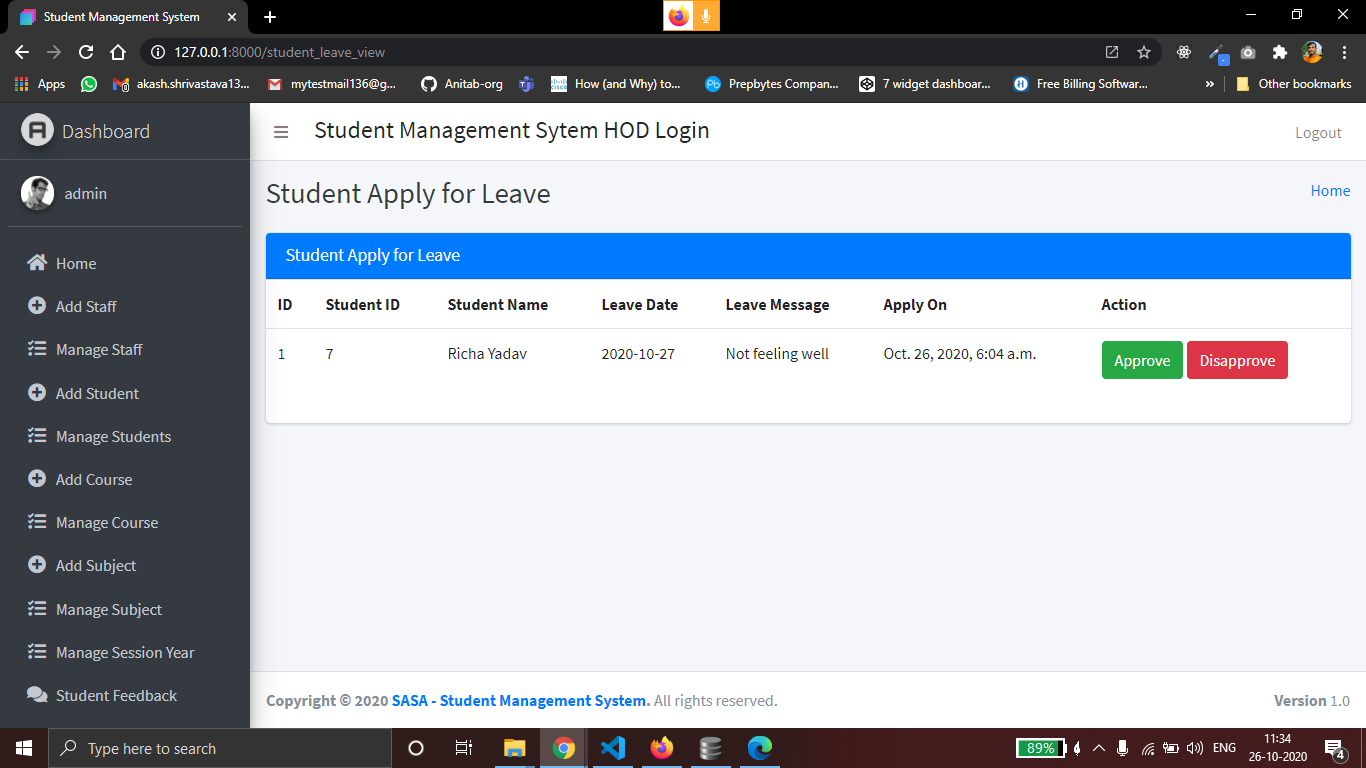 Student Management System
127.0.0.1:8000/student_leave_view
Apps
akash.shrivastava13...
mytestmail136@g...
Anitab-org
How (and Why) to...
Prepbytes Compan...
7 widget dashboar...
Free Billing Softwar...
»
Other bookmarks
Dashboard
Student Management Sytem HOD Login
Logout
admin
Student Apply for Leave
Home
Home
Add Staff
Manage Staff
Add Student
Manage Students
Add Course
Manage Course
Add Subject
Manage Subject
Manage Session Year
Student Feedback
Student Apply for Leave
ID Student ID Student Name Leave Date Leave Message Apply On Action
1 7 Richa Yadav 2020-10-27 Not feeling well Oct. 26, 2020, 6:04 a.m. Approve Disapprove
Copyright © 2020 SASA - Student Management System. All rights reserved.
Version 1.0
Type here to search
89%
ENG
11:34
26-10-2020
4